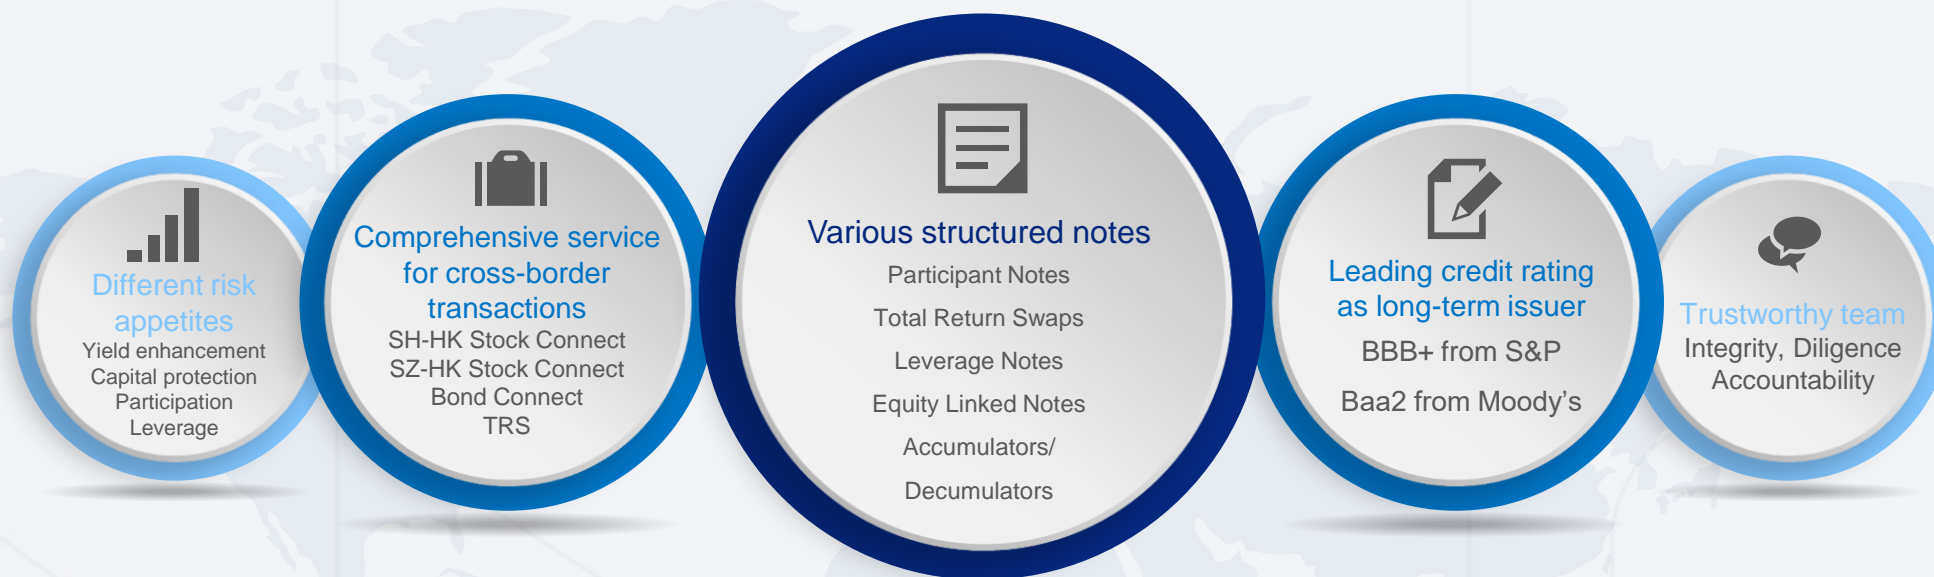 Different risk
appetites
Yield enhancement
Capital protection
Participation
Leverage
Comprehensive service
for cross-border
transactions
SH-HK Stock Connect
SZ-HK Stock Connect
Bond Connect
TRS
Various structured notes
Participant Notes
Total Return Swaps
Leverage Notes
Equity Linked Notes
Accumulators/
Decumulators
Leading credit rating
as long-term issuer
BBB+ from S&P
Baa2 from Moody’s
Trustworthy team
Integrity, Diligence
Accountability